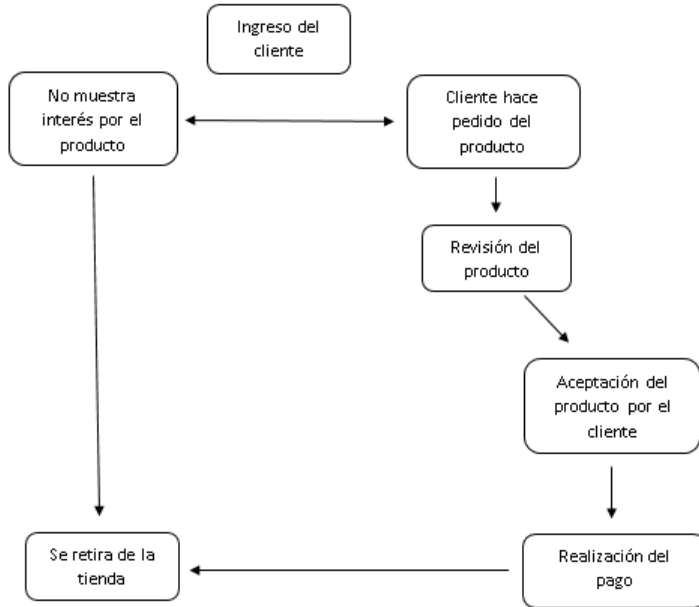 Ingreso del
cliente
No muestra
interés por el
producto
Cliente hace
pedido del
producto
Revisión del
producto
Aceptación del
producto por el
cliente
Se retira de la
tienda
Realización del
pago